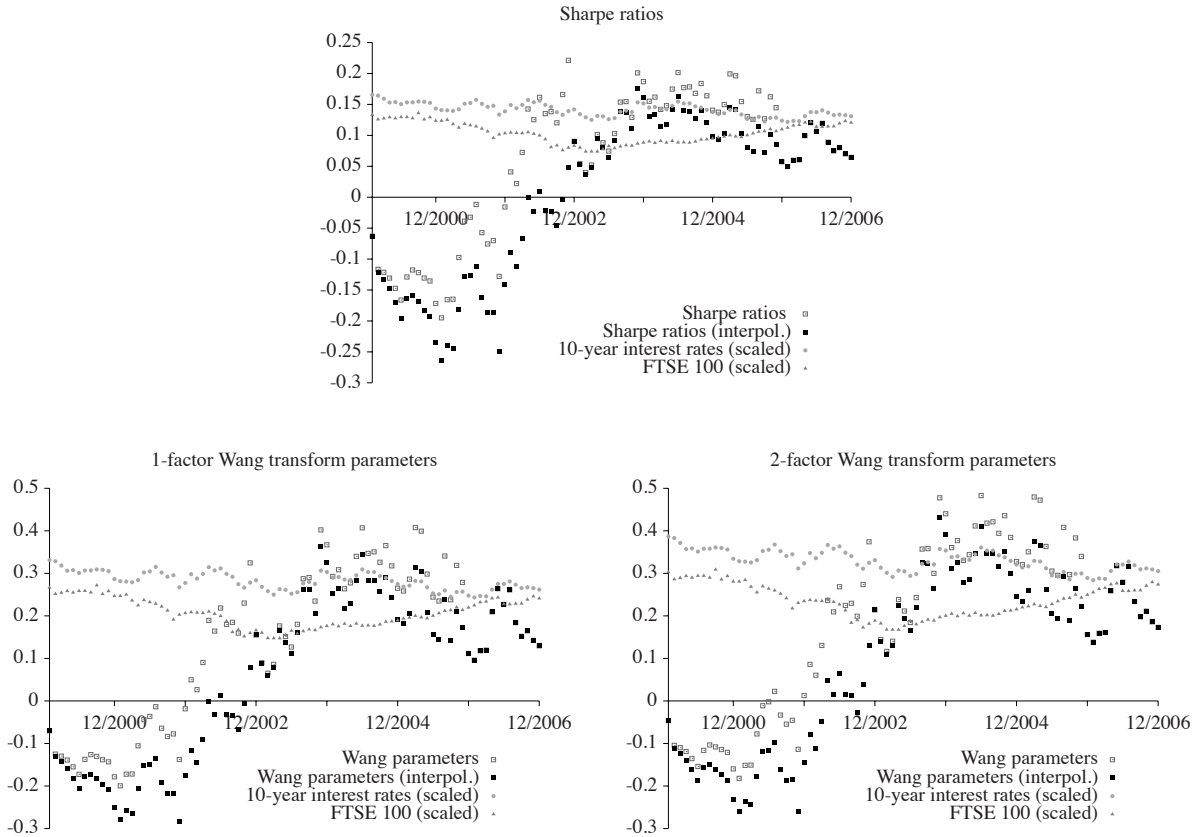 Sharpe ratios
0.25
0.2
0.15
0.1
0.05
0
-0.05
-0.1
-0.15
-0.2
-0.25
-0.3
12/2000
12/2002
12/2004
12/2006
Sharpe ratios
Sharpe ratios (interpol.)
10-year interest rates (scaled)
FTSE 100 (scaled)
1-factor Wang transform parameters
0.5
0.4
0.3
0.2
0.1
0
-0.1
-0.2
-0.3
12/2000
12/2002
12/2004
12/2006
Wang parameters
Wang parameters (interpol.)
10-year interest rates (scaled)
FTSE 100 (scaled)
2-factor Wang transform parameters
0.5
0.4
0.3
0.2
0.1
0
-0.1
-0.2
-0.3
12/2000
12/2002
12/2004
12/2006
Wang parameters
Wang parameters (interpol.)
10-year interest rates (scaled)
FTSE 100 (scaled)